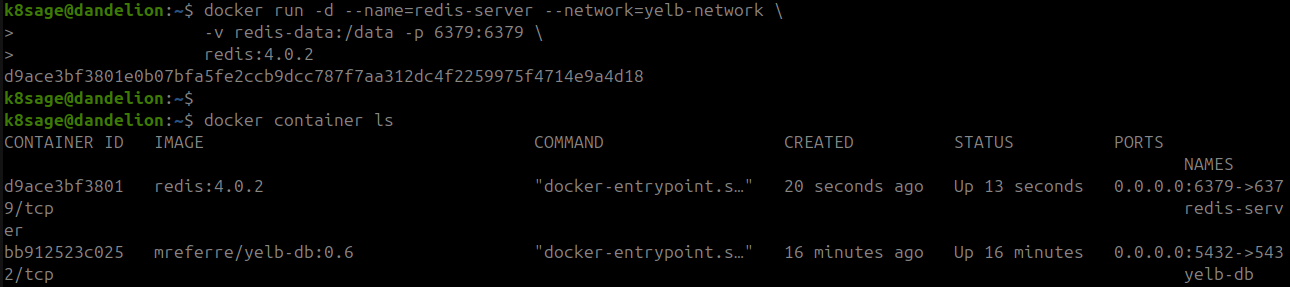 k8sage@dandelion:~$ docker run -d --name=redis-server --network=yelb-network \
>                   -v redis-data:/data -p 6379:6379 \
>                   redis:4.0.2
d9ace3bf3801e0b07bfa5fe2ccb9dcc787f7aa312dc4f2259975f4714e9a4d18
k8sage@dandelion:~$
k8sage@dandelion:~$ docker container ls
CONTAINER ID   IMAGE                                 COMMAND                  CREATED          STATUS          PORTS
                                                                                                                      NAMES
d9ace3bf3801   redis:4.0.2                           "docker-entrypoint.s…"   20 seconds ago   Up 13 seconds   0.0.0.0:6379->637
9/tcp                                                                                                                 redis-serv
er
bb912523c025   mreferre/yelb-db:0.6                  "docker-entrypoint.s…"   16 minutes ago   Up 16 minutes   0.0.0.0:5432->543
2/tcp                                                                                                                 yelb-db